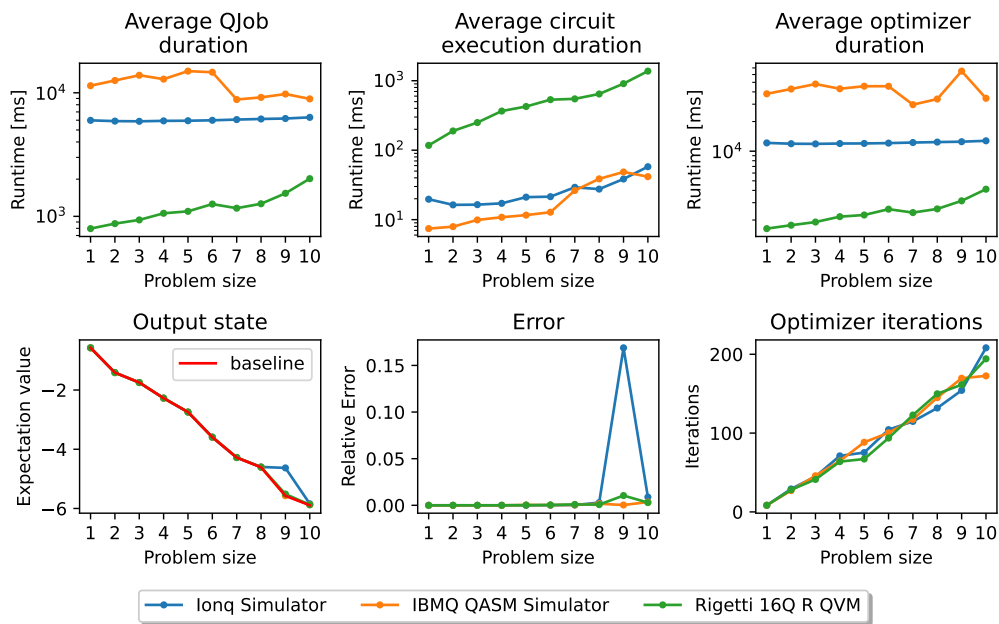 Average QJob
duration
Runtime [ms]
10⁴
10³
1 2 3 4 5 6 7 8 9 10
Problem size
Average circuit
execution duration
Runtime [ms]
10³
10²
10¹
1 2 3 4 5 6 7 8 9 10
Problem size
Average optimizer
duration
Runtime [ms]
10⁴
1 2 3 4 5 6 7 8 9 10
Problem size
Output state
Expectation value
−2
−4
−6
baseline
1 2 3 4 5 6 7 8 9 10
Problem size
Error
Relative Error
0.15
0.10
0.05
0.00
1 2 3 4 5 6 7 8 9 10
Problem size
Optimizer iterations
Iterations
200
100
0
1 2 3 4 5 6 7 8 9 10
Problem size
Ionq Simulator IBMQ QASM Simulator Rigetti 16Q R QVM